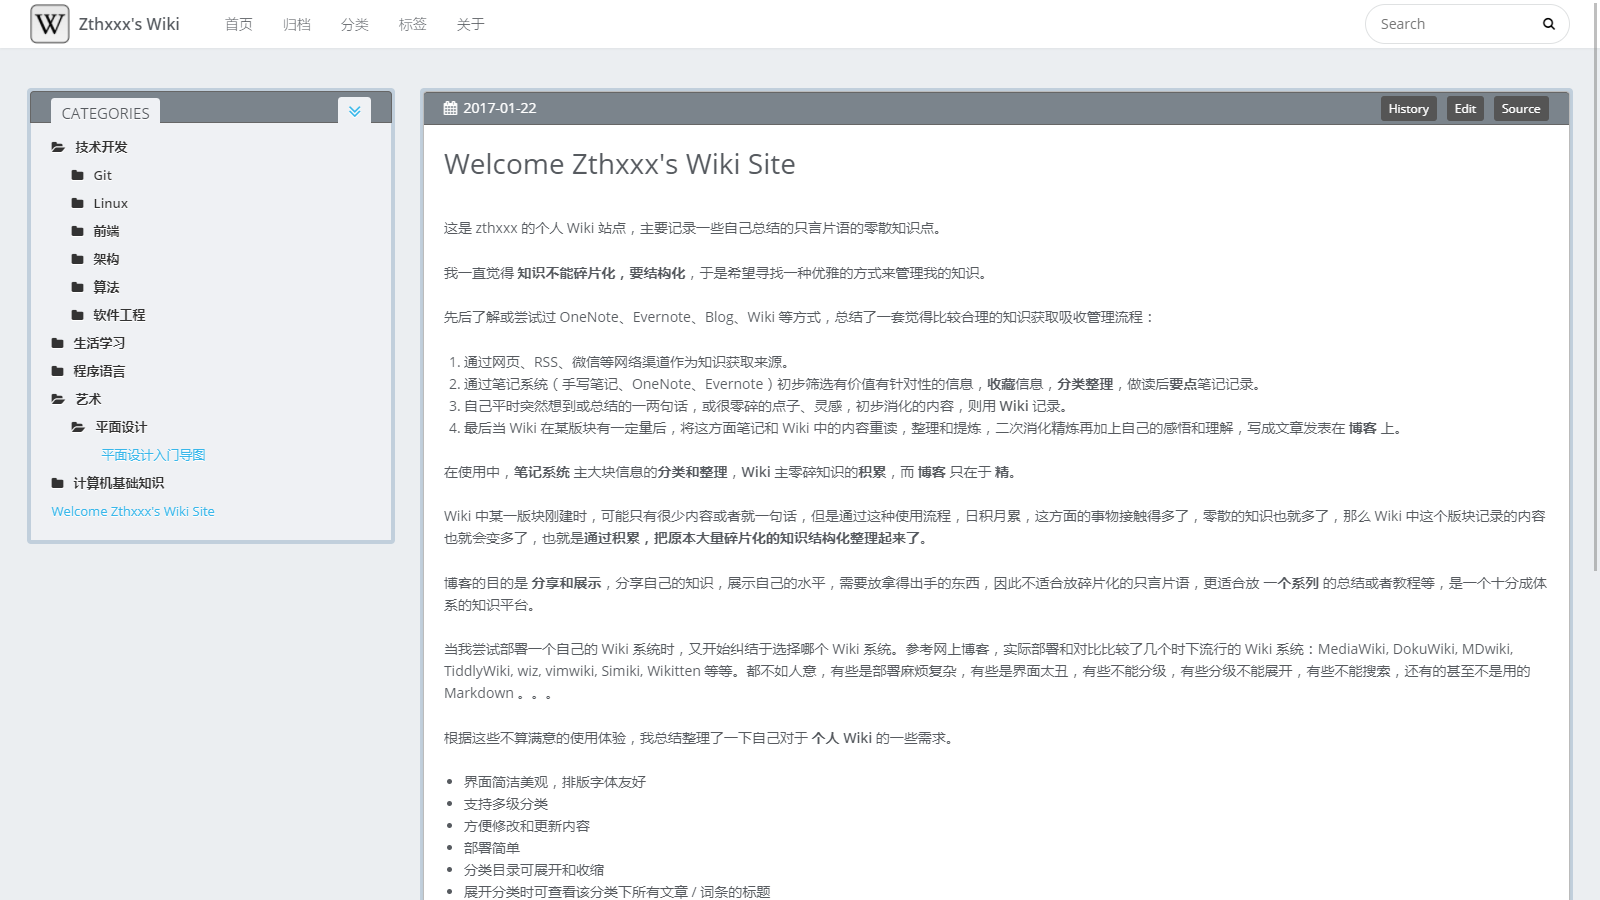 Zthxxx's Wiki 首页 归档 分类 标签 关于 Search
CATEGORIES
技术开发
Git
Linux
前端
架构
算法
软件工程
生活学习
程序语言
艺术
平面设计
平面设计入门导图
计算机基础知识
Welcome Zthxxx's Wiki Site
2017-01-22 History Edit Source
Welcome Zthxxx's Wiki Site
这是 zthxxx 的个人 Wiki 站点，主要记录一些自己总结的只言片语的零散知识点。
我一直觉得 知识不能碎片化，要结构化，于是希望寻找一种优雅的方式来管理我的知识。
先后了解或尝试过 OneNote、Evernote、Blog、Wiki 等方式，总结了一套觉得比较合理的知识获取吸收管理流程：
1. 通过网页、RSS、微信等网络渠道作为知识获取来源。
2. 通过笔记系统（手写笔记、OneNote、Evernote）初步筛选有价值有针对性的信息，收藏信息，分类整理，做读后要点笔记记录。
3. 自己平时突然想到或总结的一两句话，或很零碎的点子、灵感，初步消化的内容，则用 Wiki 记录。
4. 最后当 Wiki 在某版块有一定量后，将这方面笔记和 Wiki 中的内容重读，整理和提炼，二次消化精炼再加上自己的感悟和理解，写成文章发表在 博客 上。
在使用中，笔记系统 主大块信息的分类和整理，Wiki 主零碎知识的积累，而 博客 只在于 精。
Wiki 中某一版块刚建时，可能只有很少内容或者就一句话，但是通过这种使用流程，日积月累，这方面的事物接触得多了，零散的知识也就多了，那么 Wiki 中这个版块记录的内容
也就会变多了，也就是通过积累，把原本大量碎片化的知识结构化整理起来了。
博客的目的是 分享和展示，分享自己的知识，展示自己的水平，需要放拿得出手的东西，因此不适合放碎片化的只言片语，更适合放 一个系列 的总结或者教程等，是一个十分成体
系的知识平台。
当我尝试部署一个自己的 Wiki 系统时，又开始纠结于选择哪个 Wiki 系统。参考网上博客，实际部署和对比比较了几个时下流行的 Wiki 系统：MediaWiki, DokuWiki, MDwiki,
TiddlyWiki, wiz, vimwiki, Simiki, Wikitten 等等。都不如人意，有些是部署麻烦复杂，有些是界面太丑，有些不能分级，有些分级不能展开，有些不能搜索，还有的甚至不是用的
Markdown 。。。
根据这些不算满意的使用体验，我总结整理了一下自己对于 个人 Wiki 的一些需求。
• 界面简洁美观，排版字体友好
• 支持多级分类
• 方便修改和更新内容
• 部署简单
• 分类目录可展开和收缩
• 展开分类时可查看该分类下所有文章 / 词条的标题